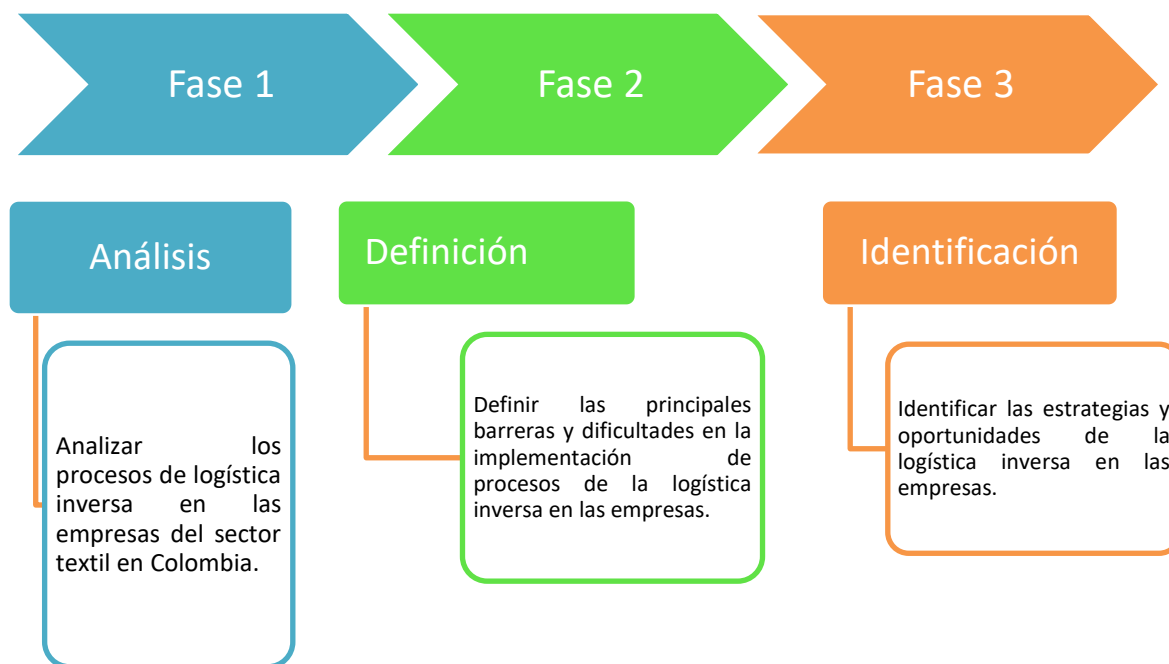 Fase 1
Fase 2
Fase 3
Análisis
Definición
Identificación
Analizar los
procesos de logística
inversa en las
empresas del sector
textil en Colombia.
Definir las principales
barreras y dificultades en la
implementación de
procesos de la logística
inversa en las empresas.
Identificar las estrategias y
oportunidades de la
logística inversa en las
empresas.